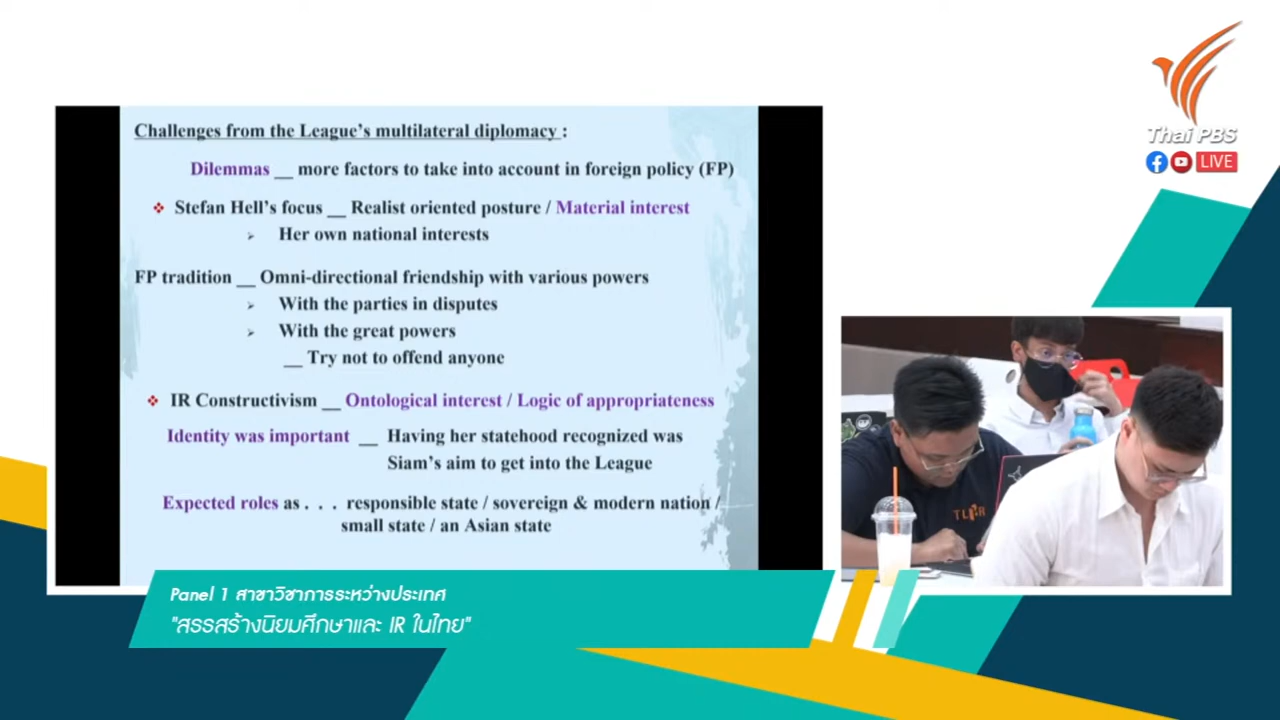 Challenges from the League's multilateral diplomacy :
Dilemmas __ more factors to take into account in foreign policy (FP)
Stefan Hell's focus __ Realist oriented posture / Material interest
Her own national interests
FP tradition __ Omni-directional friendship with various powers
With the parties in disputes
With the great powers
__ Try not to offend anyone
IR Constructivism __ Ontological interest / Logic of appropriateness
Identity was important __ Having her statehood recognized was
Siam's aim to get into the League
Expected roles as . . . responsible state / sovereign & modern nation /
small state / an Asian state
Thai PBS
LIVE
Panel 1 สาขาวิชาการระหว่างประเทศ
"สรรสร้างนิยมศึกษาและ IR ในไทย"